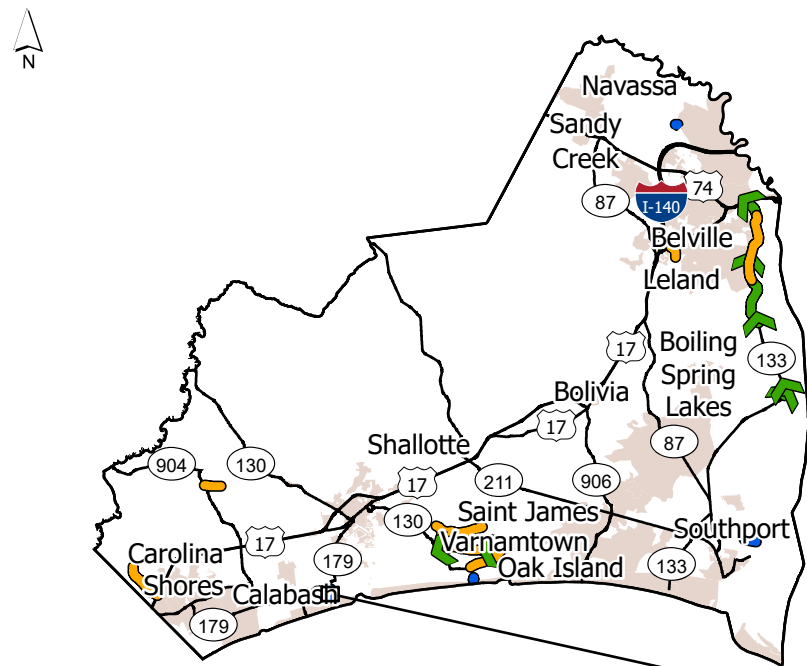 N
Navassa
Sandy
Creek
74
87
I-140
Belville
Leland
17
Boiling
Spring
Lakes
133
Bolivia
17
Shallotte
87
904
130
17
211
906
130
Saint James
Southport
17
Varnamtown
Carolina
Shores
179
Oak Island
133
Calabash
179